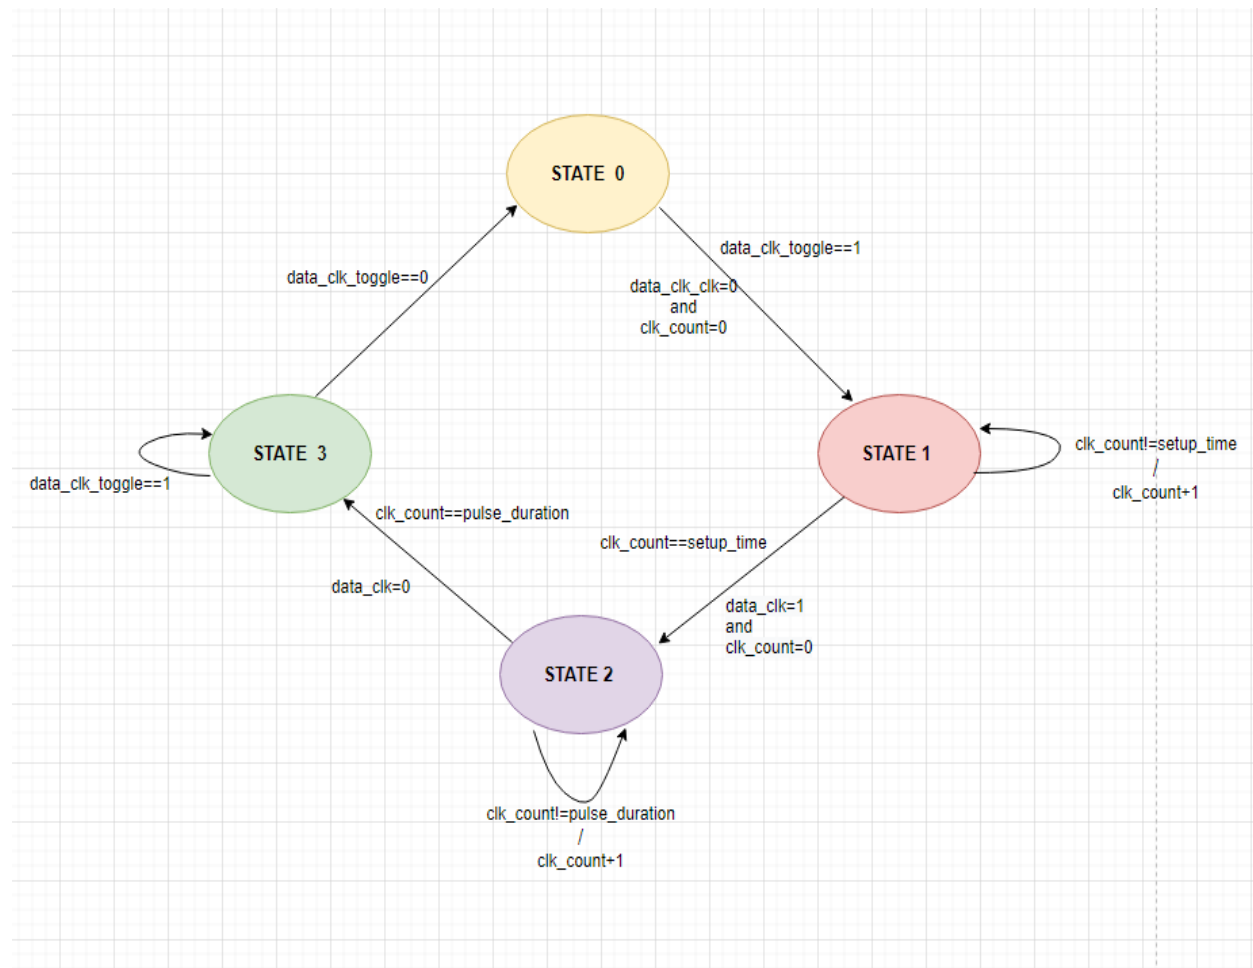 STATE 0
data_clk_toggle==1
data_clk_toggle==0
data_clk_clk=0
and
clk_count=0
STATE 3
STATE 1
clk_count!=setup_time
/
clk_count+1
data_clk_toggle==1
clk_count==pulse_duration
clk_count==setup_time
data_clk=0
data_clk=1
and
clk_count=0
STATE 2
clk_count!=pulse_duration
/
clk_count+1